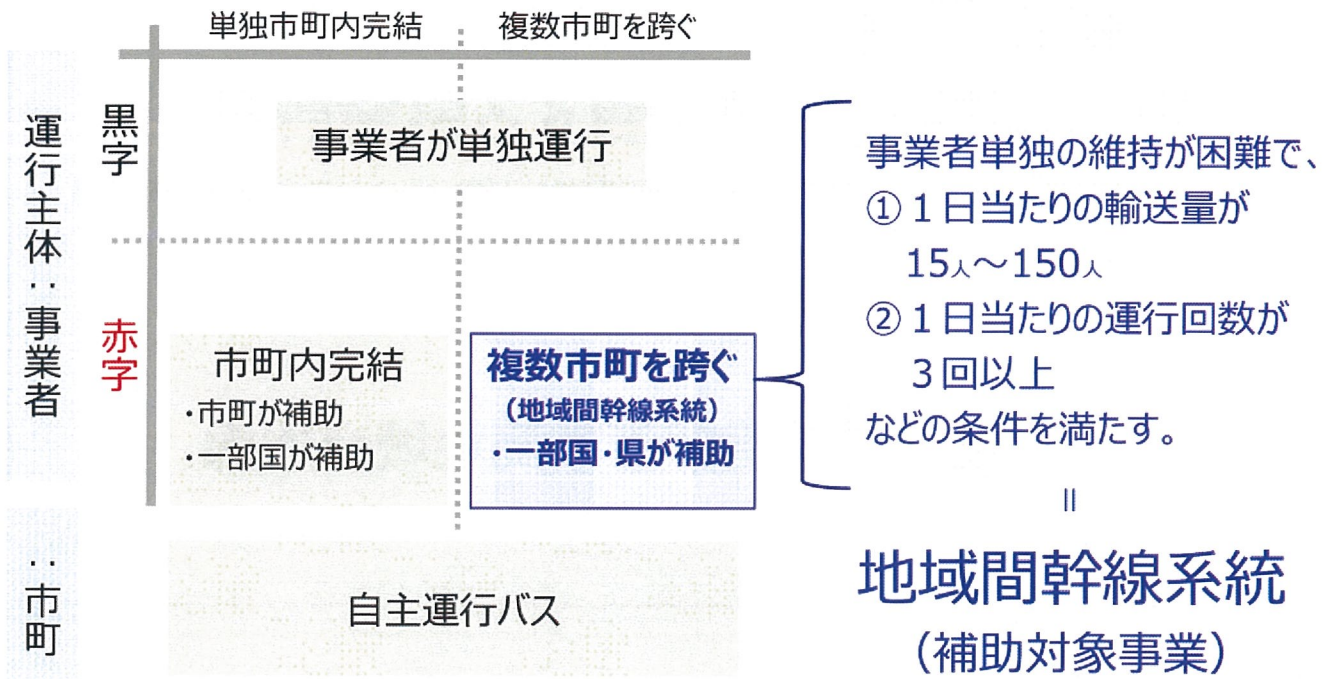 単独市町内完結
複数市町を跨ぐ
運行主体：事業者
黒字
事業者が単独運行
赤字
市町内完結
・市町が補助
・一部国が補助
複数市町を跨ぐ
（地域間幹線系統）
・一部国・県が補助
：市町
自主運行バス
事業者単独の維持が困難で、
①１日当たりの輸送量が
15人～150人
②１日当たりの運行回数が
３回以上
などの条件を満たす。
＝
地域間幹線系統
（補助対象事業）